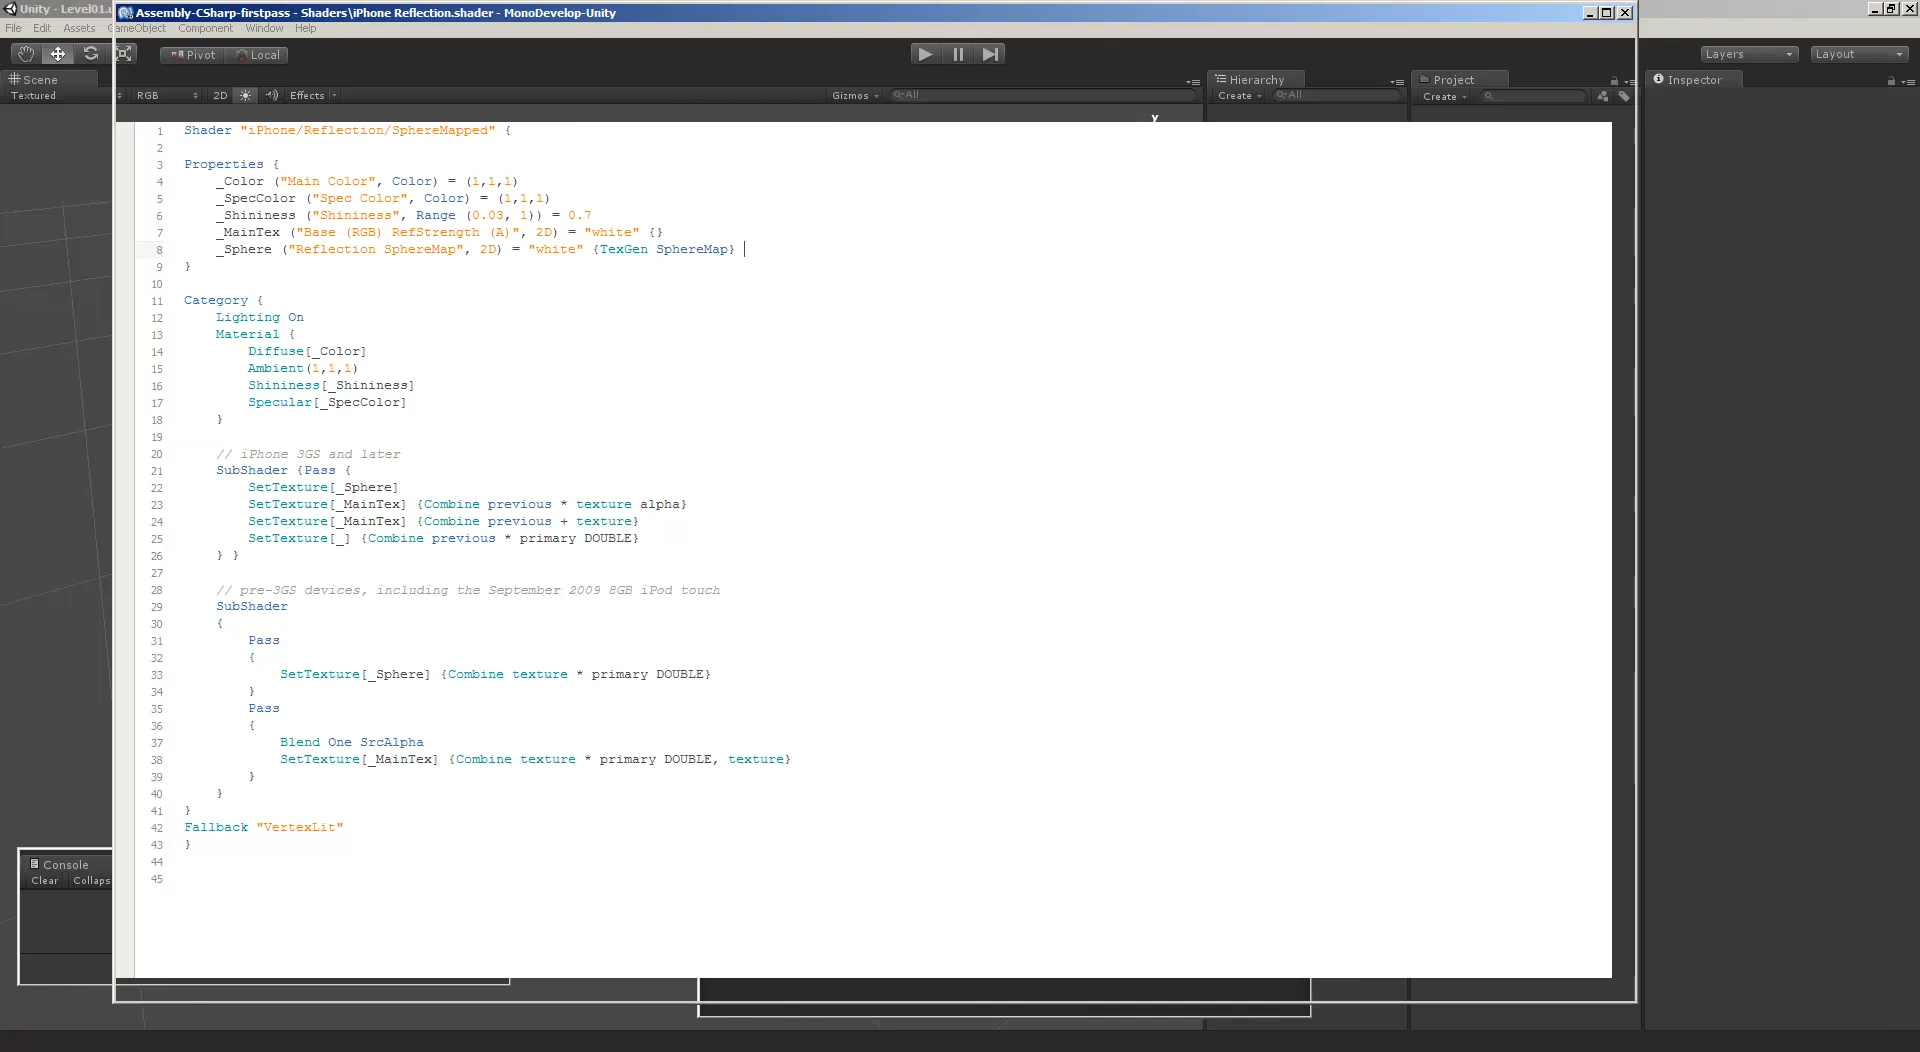 Unity - Level01.u
Assembly-CSharp-firstpass - Shaders\iPhone Reflection.shader - MonoDevelop-Unity
File Edit Assets GameObject Component Window Help
Pivot Local
Layers Layout
Scene
Hierarchy
Project
Inspector
Textured
RGB 2D Effects
Gizmos All
Create All
Create
y
1 Shader "iPhone/Reflection/SphereMapped" {
2
3 Properties {
4 _Color ("Main Color", Color) = (1,1,1)
5 _SpecColor ("Spec Color", Color) = (1,1,1)
6 _Shininess ("Shininess", Range (0.03, 1)) = 0.7
7 _MainTex ("Base (RGB) RefStrength (A)", 2D) = "white" {}
8 _Sphere ("Reflection SphereMap", 2D) = "white" {TexGen SphereMap}
9 }
10
11 Category {
12 Lighting On
13 Material {
14 Diffuse[_Color]
15 Ambient(1,1,1)
16 Shininess[_Shininess]
17 Specular[_SpecColor]
18 }
19
20 // iPhone 3GS and later
21 SubShader {Pass {
22 SetTexture[_Sphere]
23 SetTexture[_MainTex] {Combine previous * texture alpha}
24 SetTexture[_MainTex] {Combine previous + texture}
25 SetTexture[_] {Combine previous * primary DOUBLE}
26 } }
27
28 // pre-3GS devices, including the September 2009 8GB iPod touch
29 SubShader
30 {
31 Pass
32 {
33 SetTexture[_Sphere] {Combine texture * primary DOUBLE}
34 }
35 Pass
36 {
37 Blend One SrcAlpha
38 SetTexture[_MainTex] {Combine texture * primary DOUBLE, texture}
39 }
40 }
41 }
42 Fallback "VertexLit"
43 }
44
45
Console
Clear Collaps